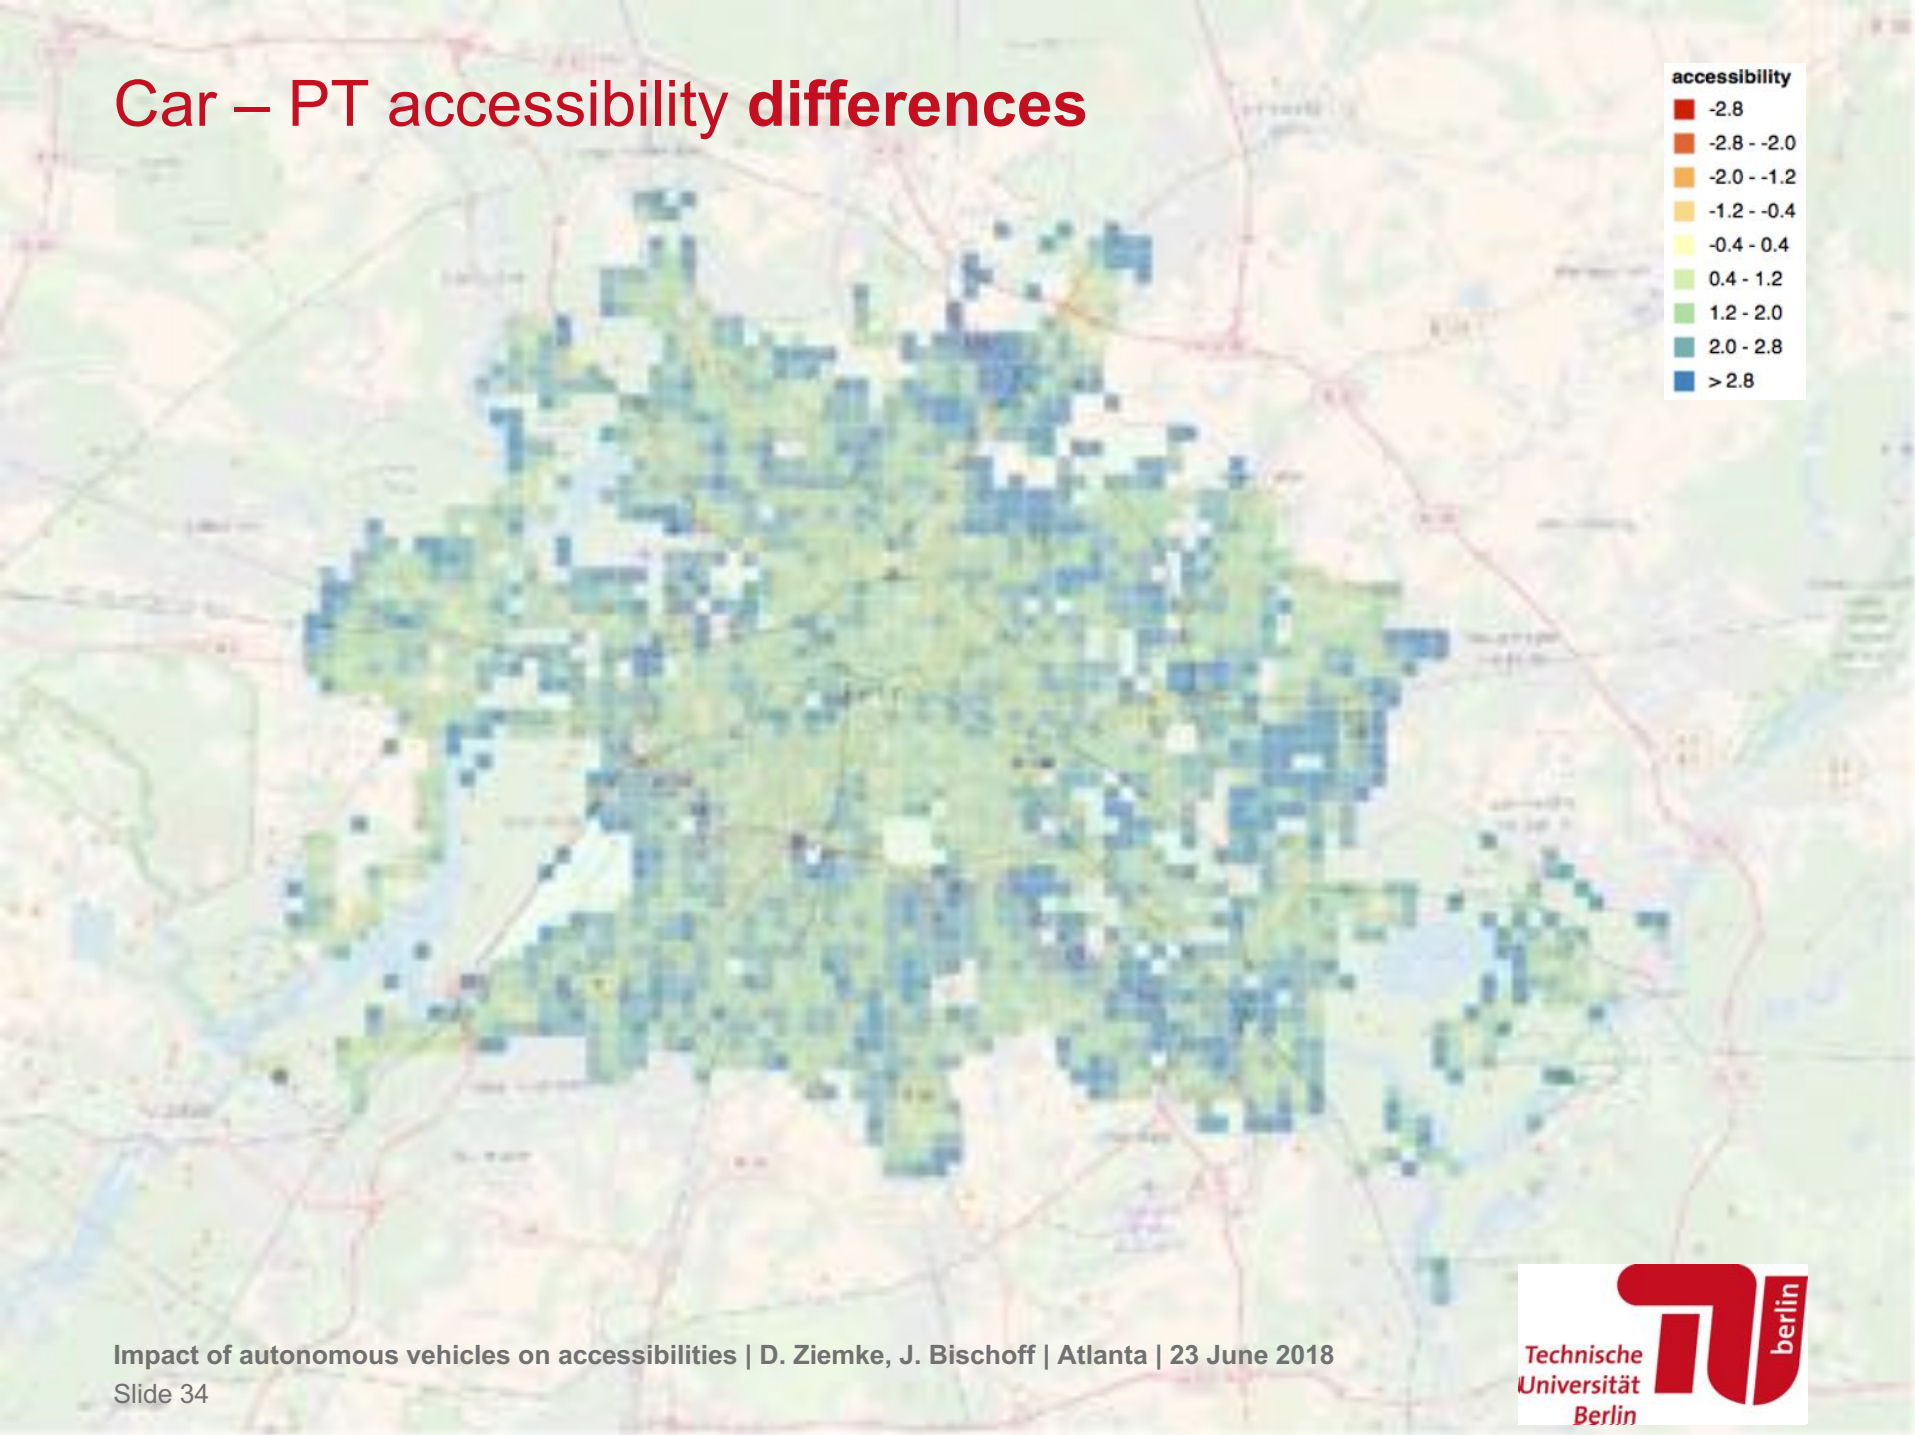 Car – PT accessibility differences
accessibility
-2.8
-2.8 - -2.0
-2.0 - -1.2
-1.2 - -0.4
-0.4 - 0.4
0.4 - 1.2
1.2 - 2.0
2.0 - 2.8
> 2.8
Impact of autonomous vehicles on accessibilities | D. Ziemke, J. Bischoff | Atlanta | 23 June 2018
Slide 34
Technische
Universität
Berlin
berlin